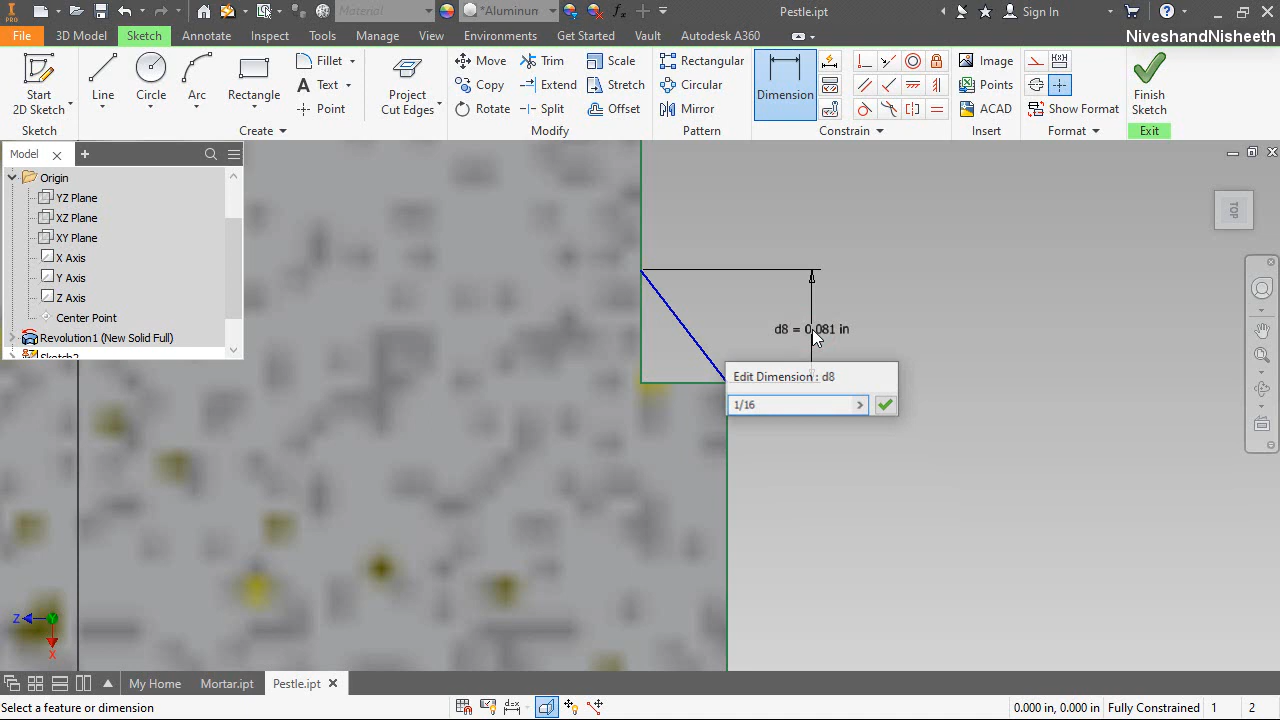 PRO
Material
*Aluminum
Pestle.ipt
Sign In
NiveshandNisheeth
File
3D Model
Sketch
Annotate
Inspect
Tools
Manage
View
Environments
Get Started
Vault
Autodesk A360
Start
2D Sketch
Line
Circle
Arc
Rectangle
Fillet
Text
Point
Project
Cut Edges
Move
Copy
Rotate
Trim
Extend
Split
Scale
Stretch
Offset
Rectangular
Circular
Mirror
Dimension
Image
Points
ACAD
Show Format
Finish
Sketch
Sketch
Create
Modify
Pattern
Constrain
Insert
Format
Exit
Model
Origin
YZ Plane
XZ Plane
XY Plane
X Axis
Y Axis
Z Axis
Center Point
Revolution1 (New Solid Full)
Sketch2
TOP
d8 = 0.081 in
Edit Dimension : d8
1/16
Z
Y
X
My Home
Mortar.ipt
Pestle.ipt
Select a feature or dimension
0.000 in, 0.000 in
Fully Constrained
1
2